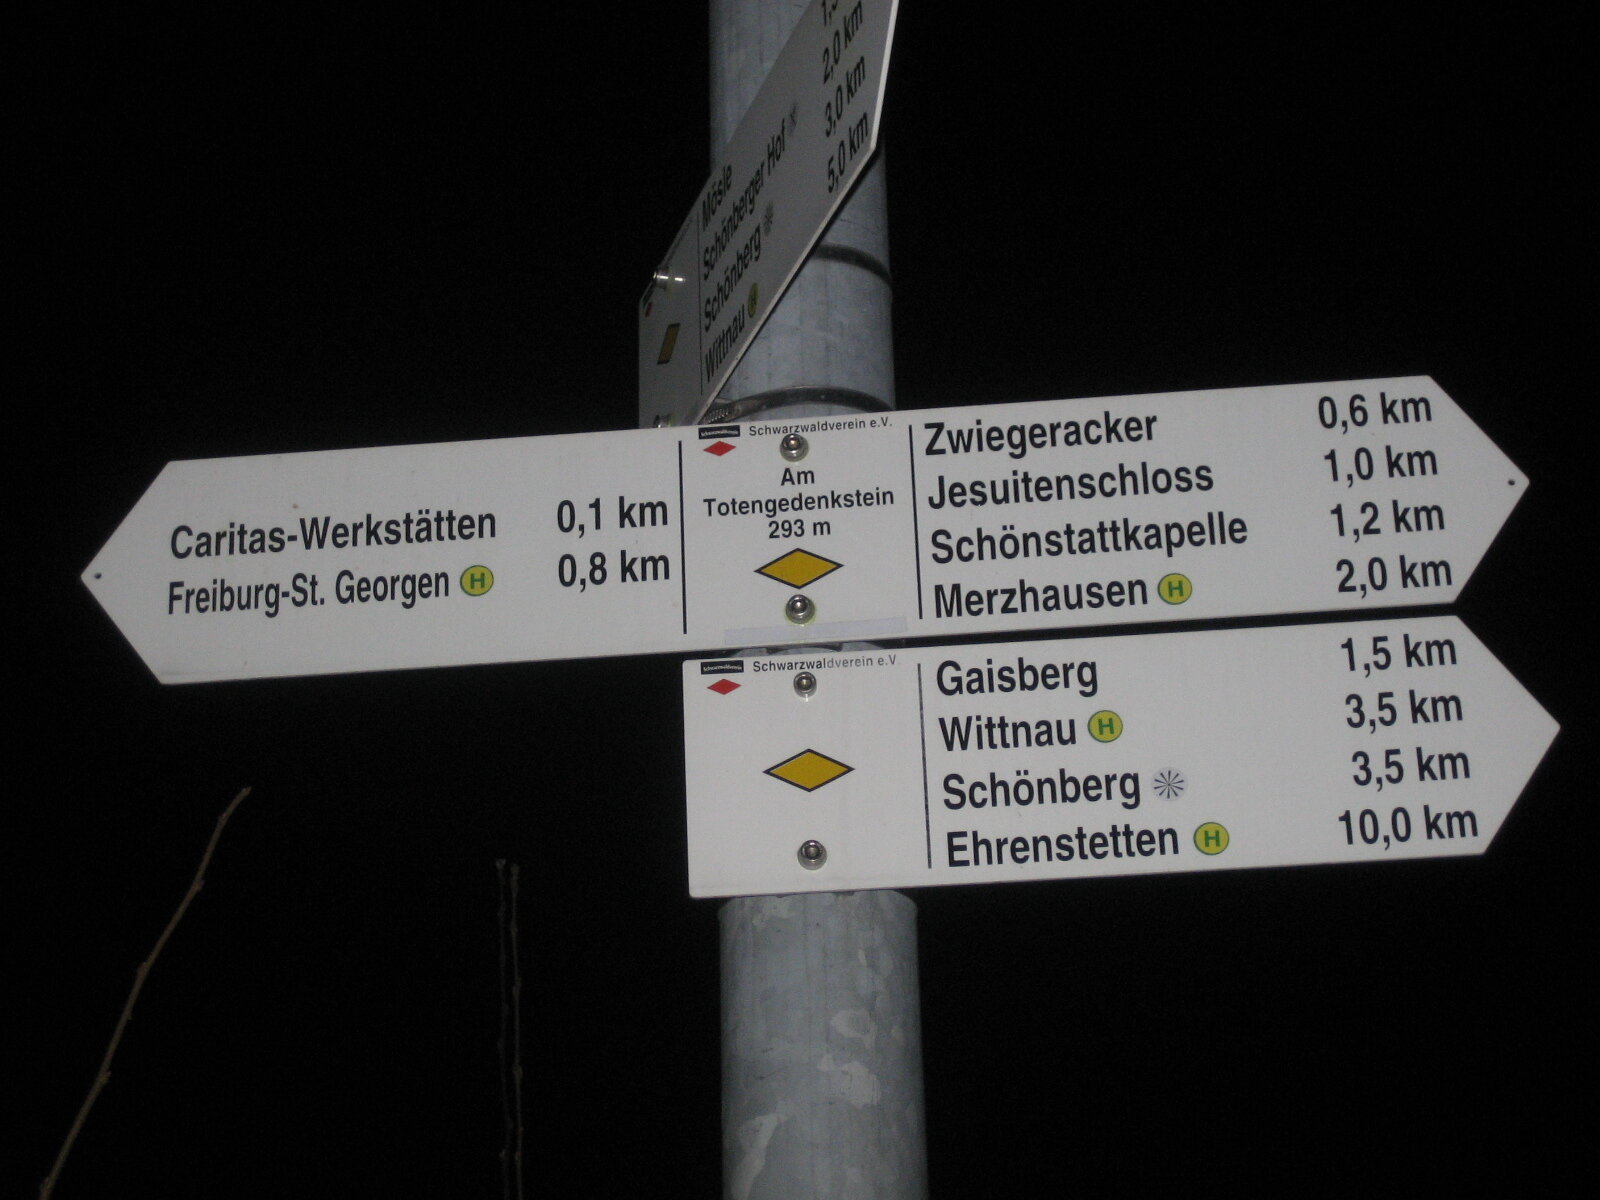 2,0 km
3,0 km
5,0 km
Mösle
Schönberger Hof
Schönberg
Wittnau H
Schwarzwaldverein
Schwarzwaldverein e.V.
Am
Totengedenkstein
293 m
Caritas-Werkstätten 0,1 km
Freiburg-St. Georgen H 0,8 km
Zwiegeracker 0,6 km
Jesuitenschloss 1,0 km
Schönstattkapelle 1,2 km
Merzhausen H 2,0 km
Schwarzwaldverein
Schwarzwaldverein e.V.
Gaisberg 1,5 km
Wittnau H 3,5 km
Schönberg 3,5 km
Ehrenstetten H 10,0 km